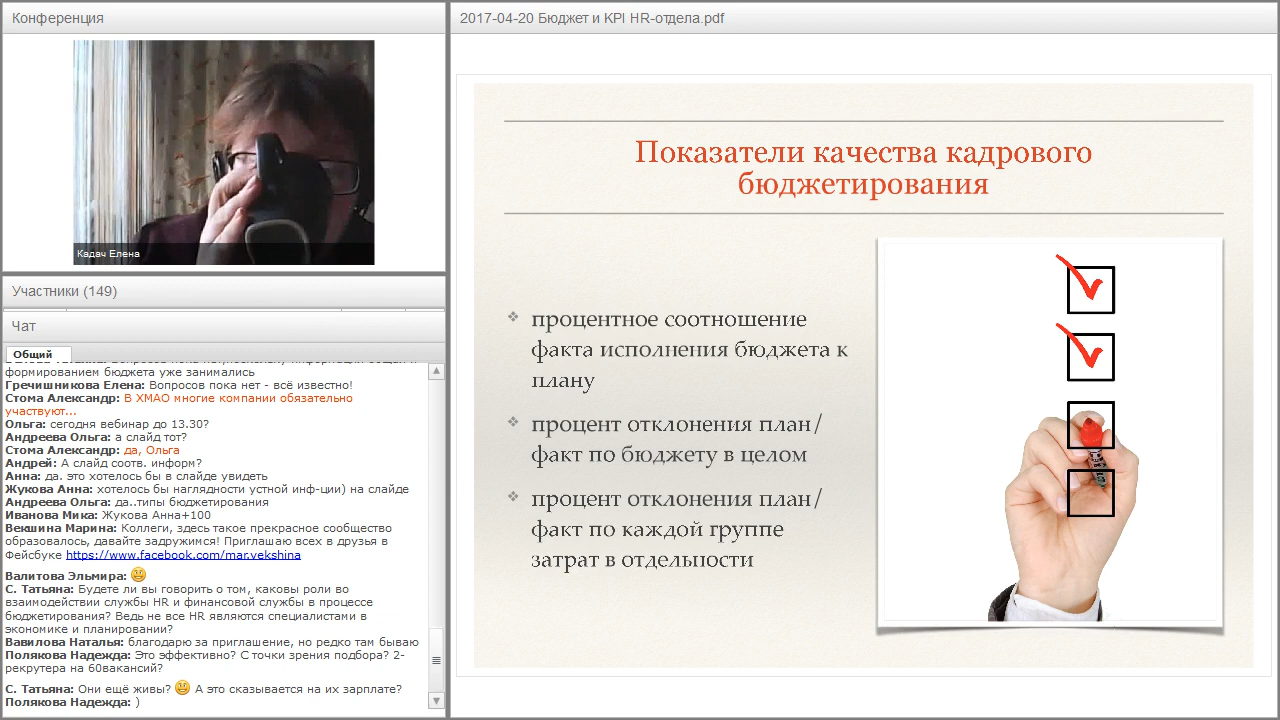 Конференция
Кадач Елена
Участники (149)
Чат
Общий
формированием бюджета уже занимались
Гречишникова Елена: Вопросов пока нет - всё известно!
Стома Александр: В ХМАО многие компании обязательно
участвуют...
Ольга: сегодня вебинар до 13.30?
Андреева Ольга: а слайд тот?
Стома Александр: да, Ольга
Андрей: А слайд соотв. информ?
Анна: да. это хотелось бы в слайде увидеть
Жукова Анна: хотелось бы наглядности устной инф-ции) на слайде
Андреева Ольга: да..типы бюджетирования
Иванова Мика: Жукова Анна+100
Векшина Марина: Коллеги, здесь такое прекрасное сообщество
образовалось, давайте задружимся! Приглашаю всех в друзья в
Фейсбуке https://www.facebook.com/mar.vekshina
Валитова Эльмира:
С. Татьяна: Будете ли вы говорить о том, каковы роли во
взаимодействии службы HR и финансовой службы в процессе
бюджетирования? Ведь не все HR являются специалистами в
экономике и планировании?
Вавилова Наталья: благодарю за приглашение, но редко там бываю
Полякова Надежда: Это эффективно? С точки зрения подбора? 2-
рекрутера на 60вакансий?
С. Татьяна: Они ещё живы? А это сказывается на их зарплате?
Полякова Надежда: )
2017-04-20 Бюджет и KPI HR-отдела.pdf
Показатели качества кадрового
бюджетирования
процентное соотношение
факта исполнения бюджета к
плану
процент отклонения план/
факт по бюджету в целом
процент отклонения план/
факт по каждой группе
затрат в отдельности